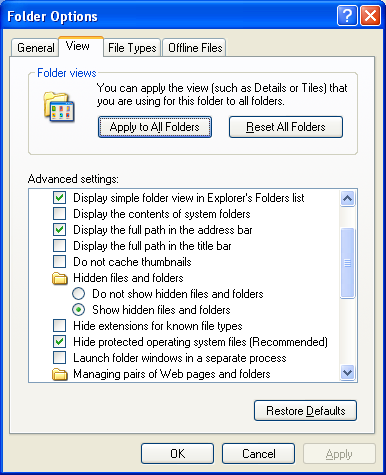 Folder Options
General
View
File Types
Offline Files
Folder views
You can apply the view (such as Details or Tiles) that
you are using for this folder to all folders.
Apply to All Folders
Reset All Folders
Advanced settings:
Display simple folder view in Explorer's Folders list
Display the contents of system folders
Display the full path in the address bar
Display the full path in the title bar
Do not cache thumbnails
Hidden files and folders
Do not show hidden files and folders
Show hidden files and folders
Hide extensions for known file types
Hide protected operating system files (Recommended)
Launch folder windows in a separate process
Managing pairs of Web pages and folders
Restore Defaults
OK
Cancel
Apply